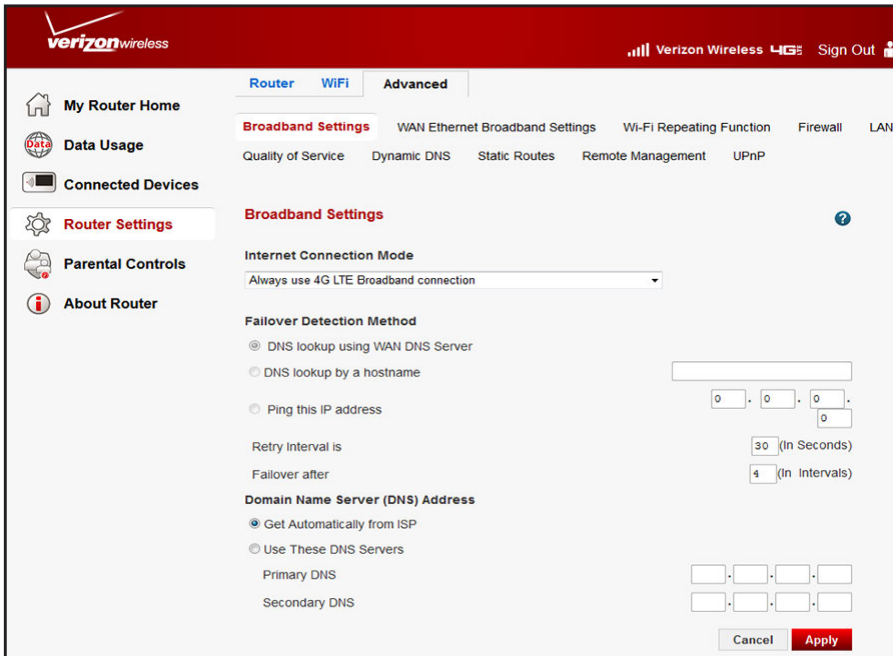 verizonwireless
Verizon Wireless 4G LTE Sign Out
Router WiFi Advanced
My Router Home
Data Usage
Data
Connected Devices
Router Settings
Parental Controls
About Router
Broadband Settings WAN Ethernet Broadband Settings Wi-Fi Repeating Function Firewall LAN
Quality of Service Dynamic DNS Static Routes Remote Management UPnP
Broadband Settings ?
Internet Connection Mode
Always use 4G LTE Broadband connection
Failover Detection Method
DNS lookup using WAN DNS Server
DNS lookup by a hostname
Ping this IP address 0 . 0 . 0 .
0
Retry Interval is 30 (In Seconds)
Failover after 4 (In Intervals)
Domain Name Server (DNS) Address
Get Automatically from ISP
Use These DNS Servers
Primary DNS . . .
Secondary DNS . . .
Cancel Apply